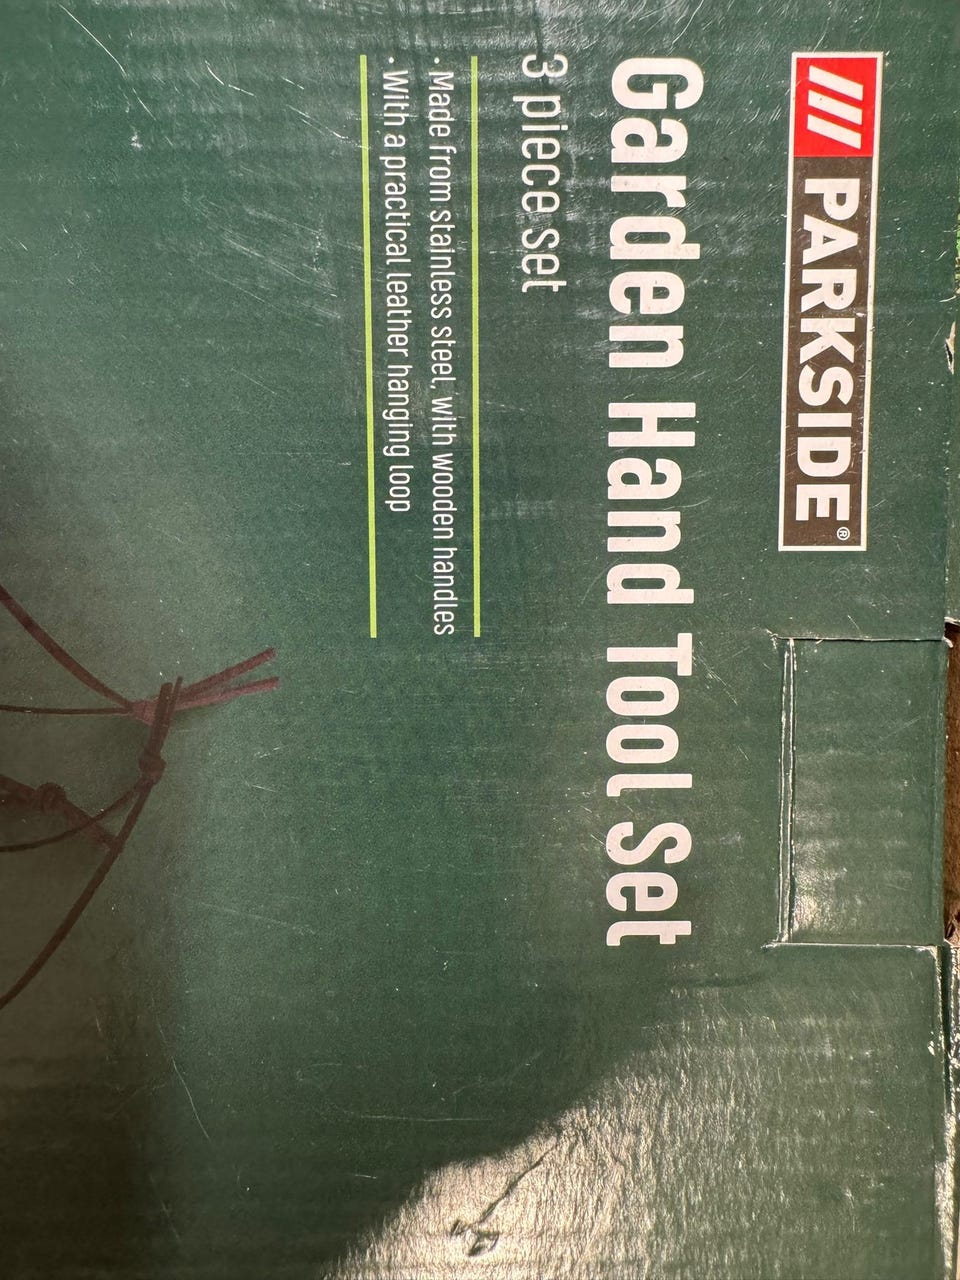 PARKSIDE®
Garden Hand Tool Set
3 piece set
· Made from stainless steel, with wooden handles
· With a practical leather hanging loop